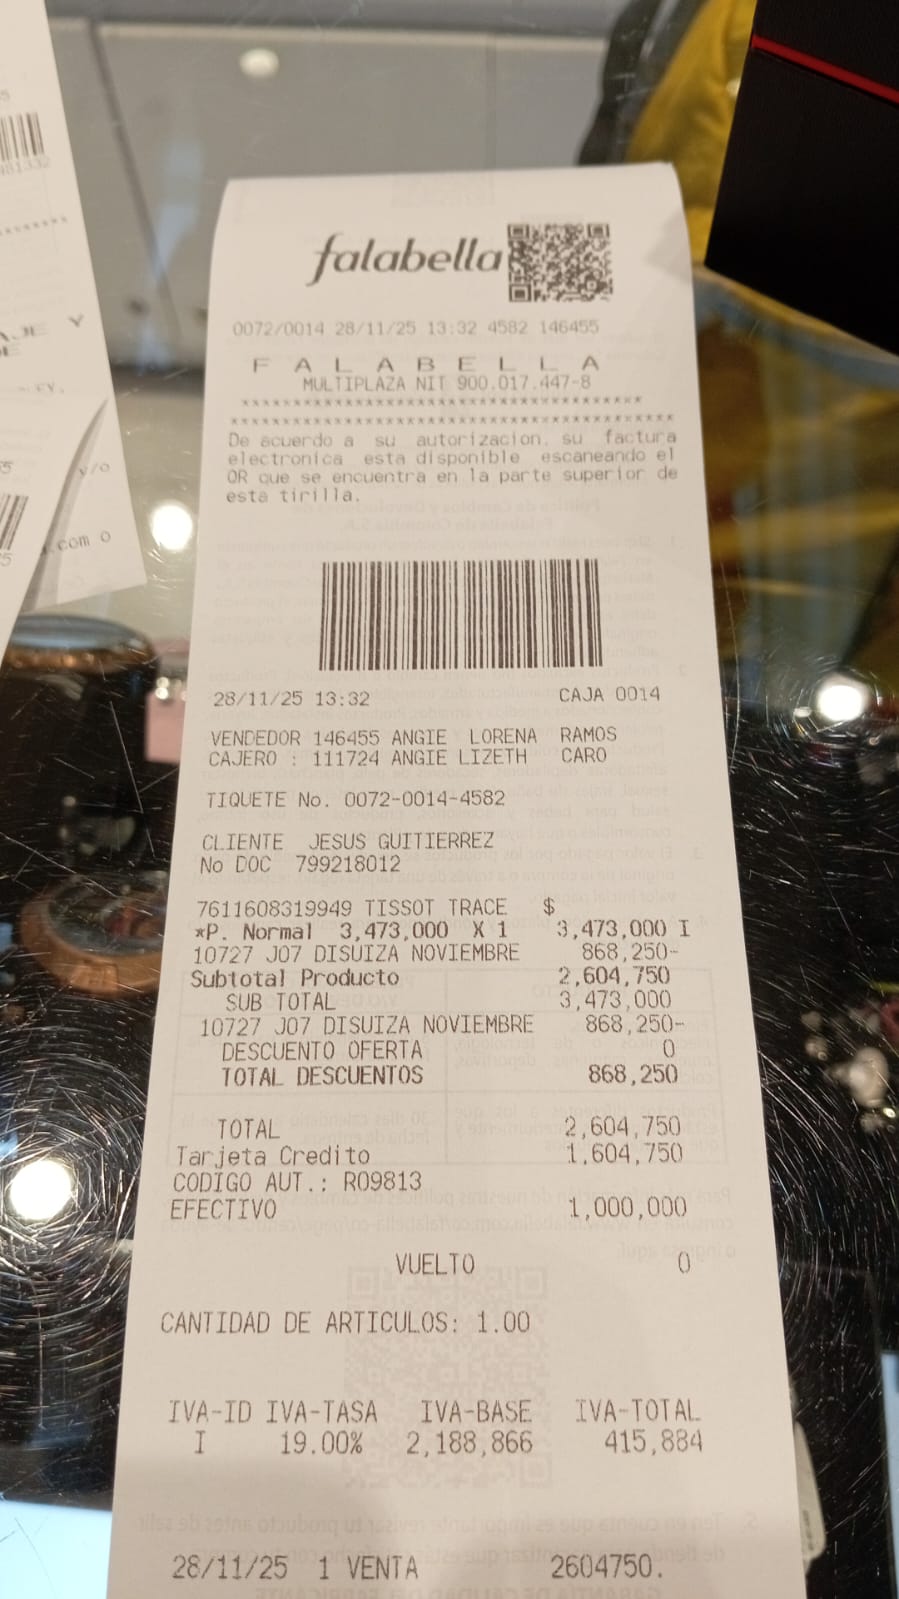 falabella
0072/0014 28/11/25 13:32 4582 146455
F A L A B E L L A
MULTIPLAZA NIT 900.017.447-8
****************************************
********************************************
De acuerdo a su autorizacion, su factura
electronica esta disponible escaneando el
QR que se encuentra en la parte superior de
esta tirilla.
28/11/25 13:32 CAJA 0014
VENDEDOR 146455 ANGIE LORENA RAMOS
CAJERO : 111724 ANGIE LIZETH CARO
TIQUETE No. 0072-0014-4582
CLIENTE JESUS GUITIERREZ
No DOC 799218012
7611608319949 TISSOT TRACE $
*P. Normal 3,473,000 X 1 3,473,000 I
10727 J07 DISUIZA NOVIEMBRE 868,250-
Subtotal Producto 2,604,750
SUB TOTAL 3,473,000
10727 J07 DISUIZA NOVIEMBRE 868,250-
DESCUENTO OFERTA 0
TOTAL DESCUENTOS 868,250
TOTAL 2,604,750
Tarjeta Credito 1,604,750
CODIGO AUT.: R09813
EFECTIVO 1,000,000
VUELTO 0
CANTIDAD DE ARTICULOS: 1.00
IVA-ID IVA-TASA IVA-BASE IVA-TOTAL
I 19.00% 2,188,866 415,884
28/11/25 1 VENTA 2604750.